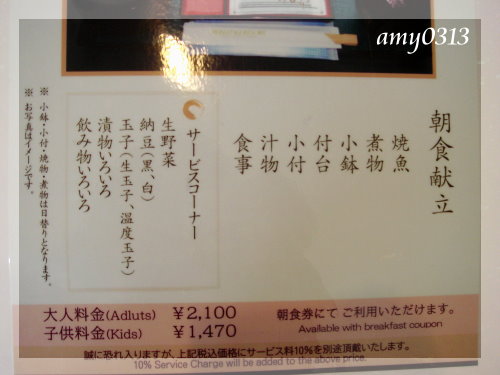 amy0313
朝食献立
焼魚
煮物
小鉢
付台
小付
汁物
食事
サービスコーナー
生野菜
納豆(黒、白)
玉子(生玉子、温度玉子)
漬物いろいろ
飲み物いろいろ
※ 小鉢・小付・焼物・煮物は日替りとなります。
※ お写真はイメージです。
大人料金(Adluts) ￥2,100
子供料金(Kids) ￥1,470
朝食券にて ご利用いただけます。
Available with breakfast coupon
誠に恐れ入りますが、上記税込価格にサービス料10%を別途頂戴いたします。
10% Service Charge will be added to the above price.